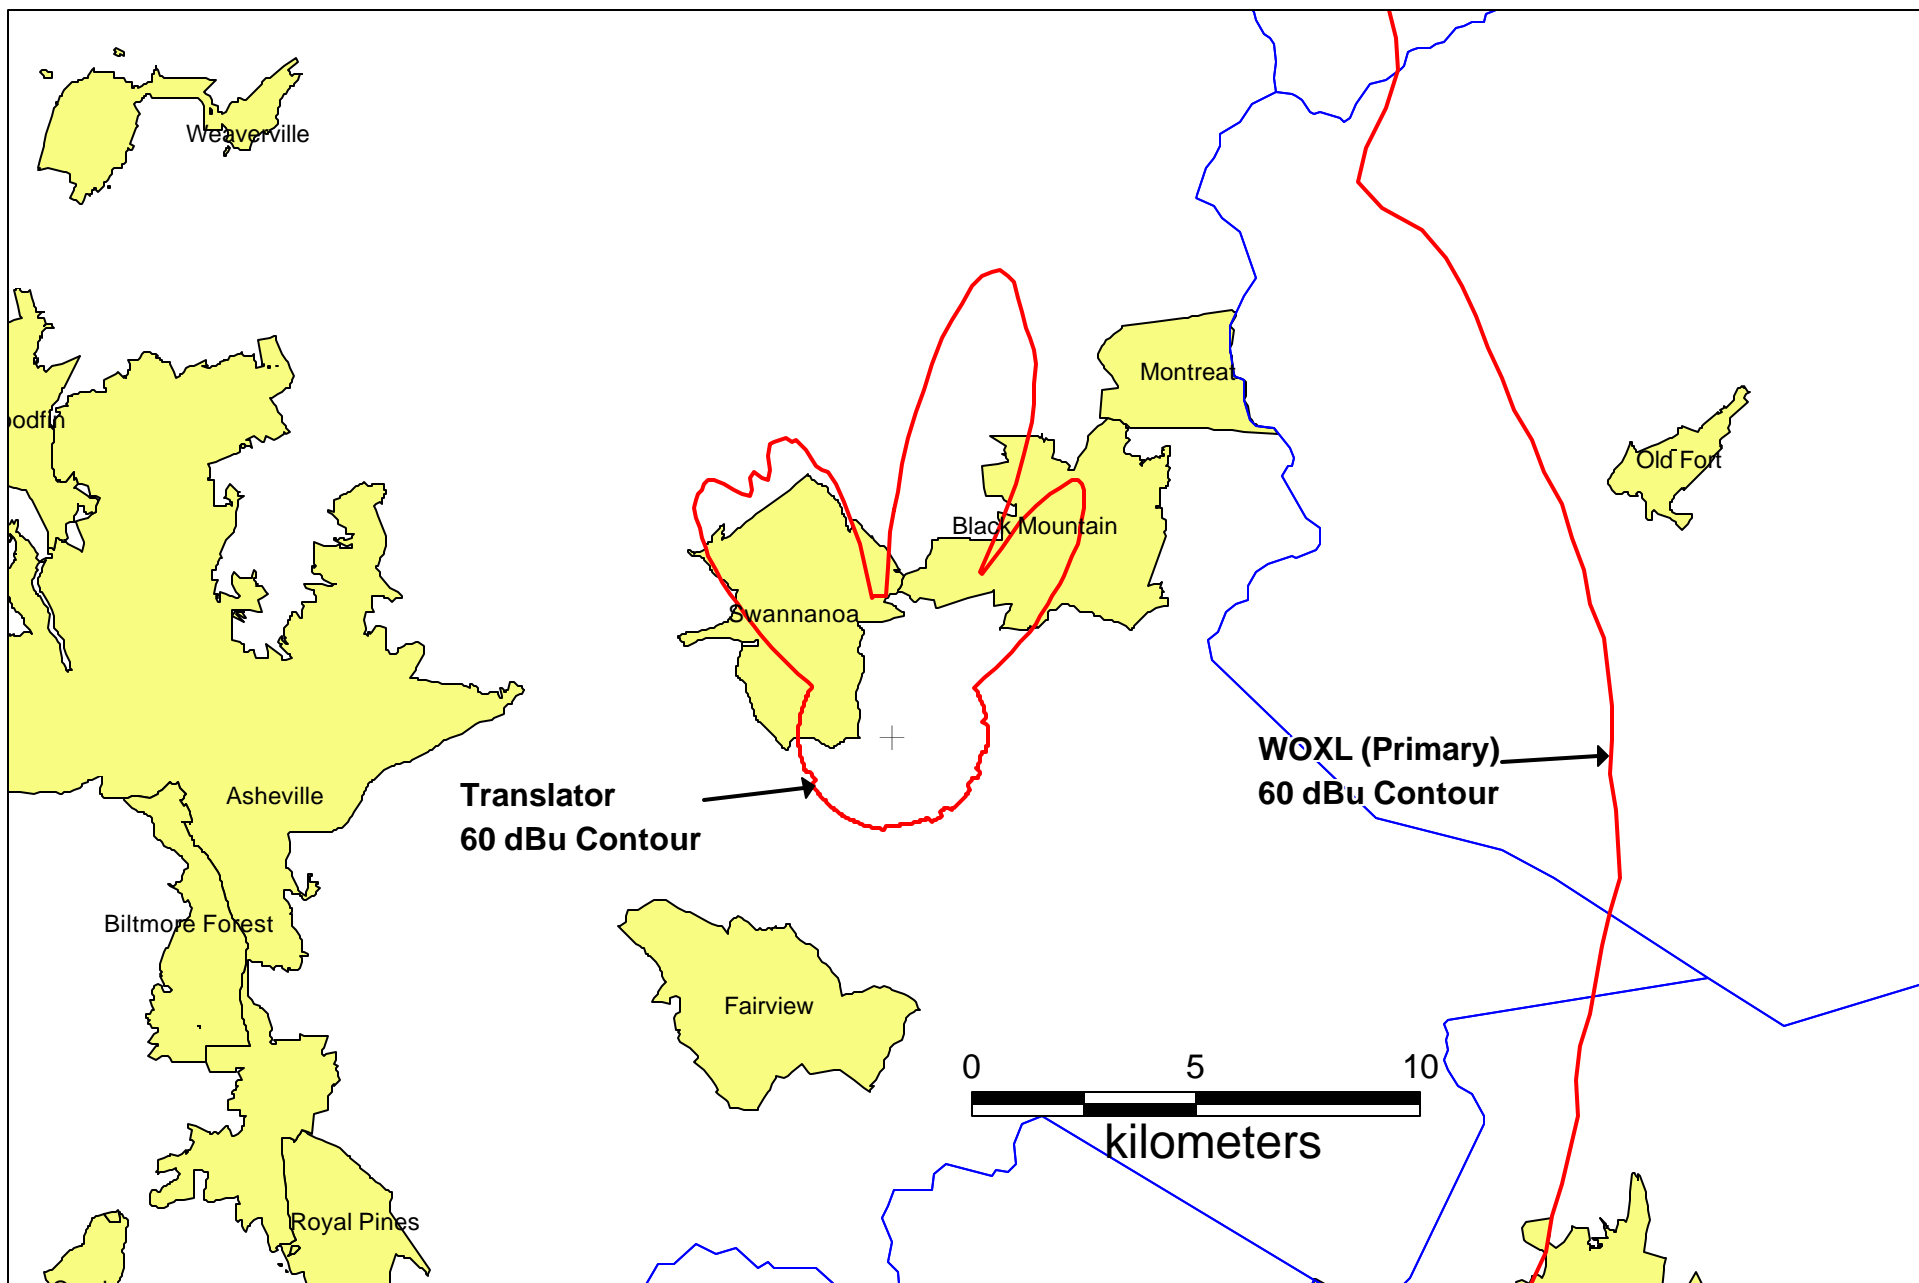 Weaverville
Montreat
oodfin
Old Fort
Black Mountain
Swannanoa
WOXL (Primary)
60 dBu Contour
Translator
60 dBu Contour
Asheville
Biltmore Forest
Fairview
0 5 10
kilometers
Royal Pines